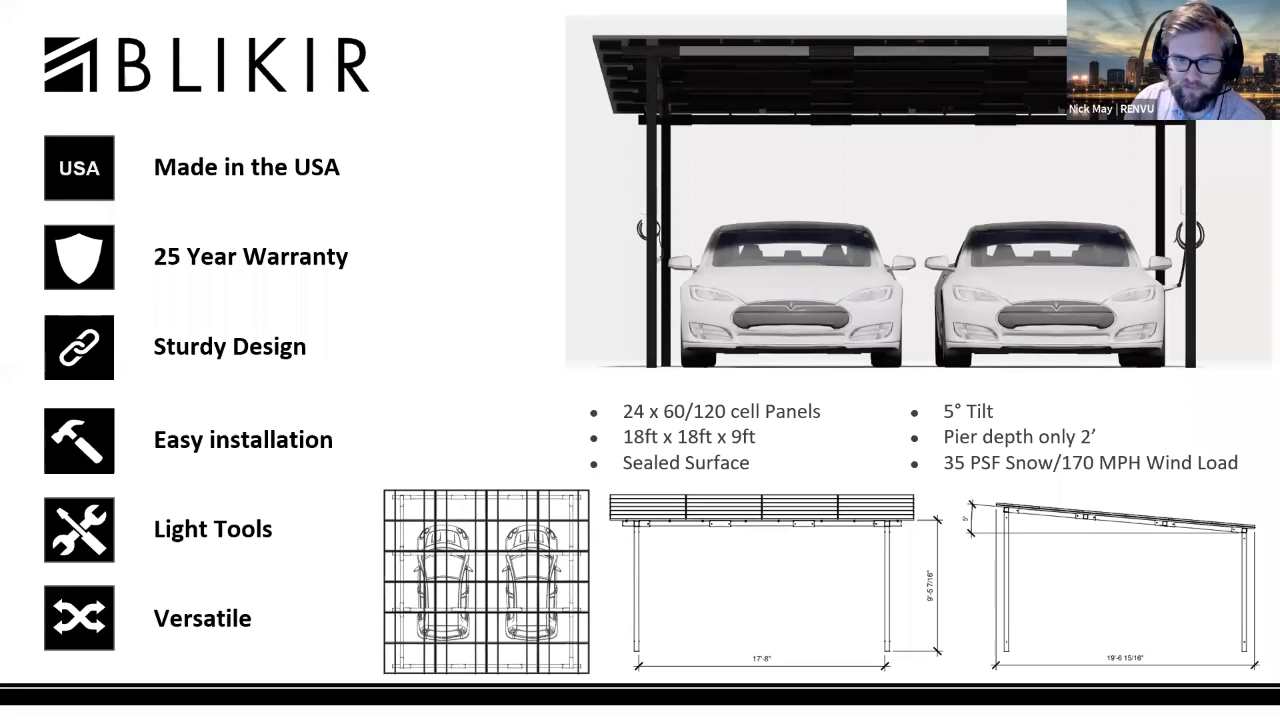 BLIKIR
Nick May | RENVU
USA
Made in the USA
25 Year Warranty
Sturdy Design
Easy installation
Light Tools
Versatile
24 x 60/120 cell Panels
18ft x 18ft x 9ft
Sealed Surface
5° Tilt
Pier depth only 2’
35 PSF Snow/170 MPH Wind Load
9'-5 7/16"
17'-8"
5°
19'-6 15/16"